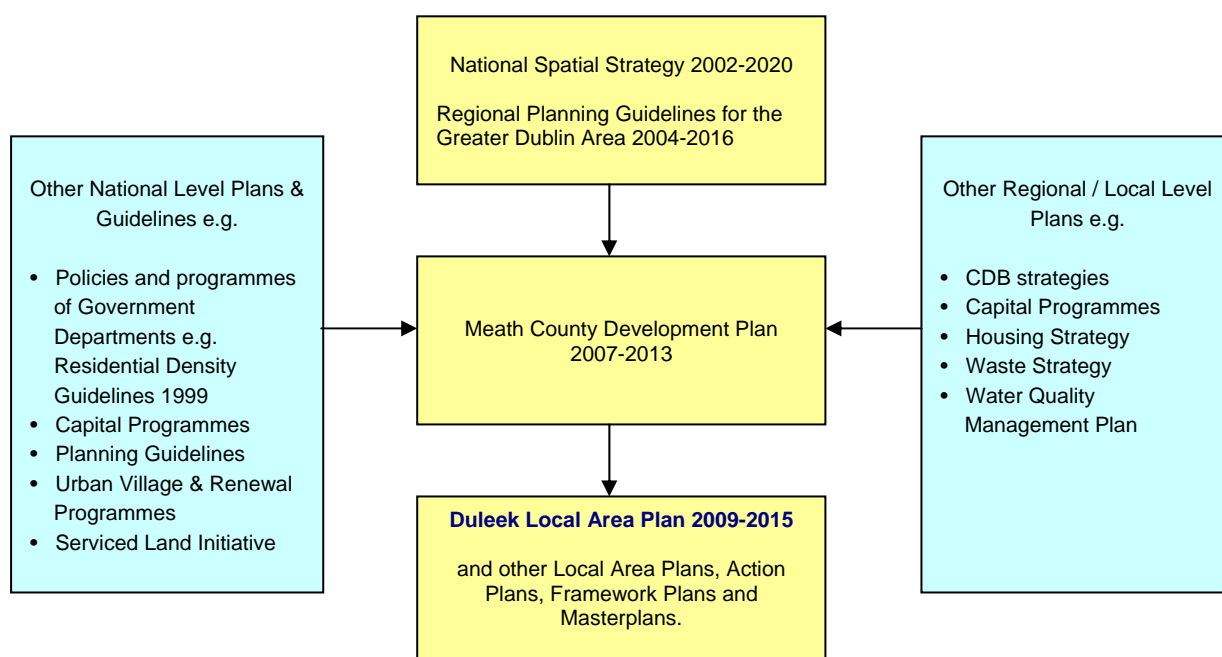 National Spatial Strategy 2002-2020
Regional Planning Guidelines for the
Greater Dublin Area 2004-2016
Other National Level Plans &
Guidelines e.g.
• Policies and programmes
of Government
Departments e.g.
Residential Density
Guidelines 1999
• Capital Programmes
• Planning Guidelines
• Urban Village & Renewal
Programmes
• Serviced Land Initiative
Meath County Development Plan
2007-2013
Other Regional / Local Level
Plans e.g.
• CDB strategies
• Capital Programmes
• Housing Strategy
• Waste Strategy
• Water Quality
Management Plan
Duleek Local Area Plan 2009-2015
and other Local Area Plans, Action
Plans, Framework Plans and
Masterplans.